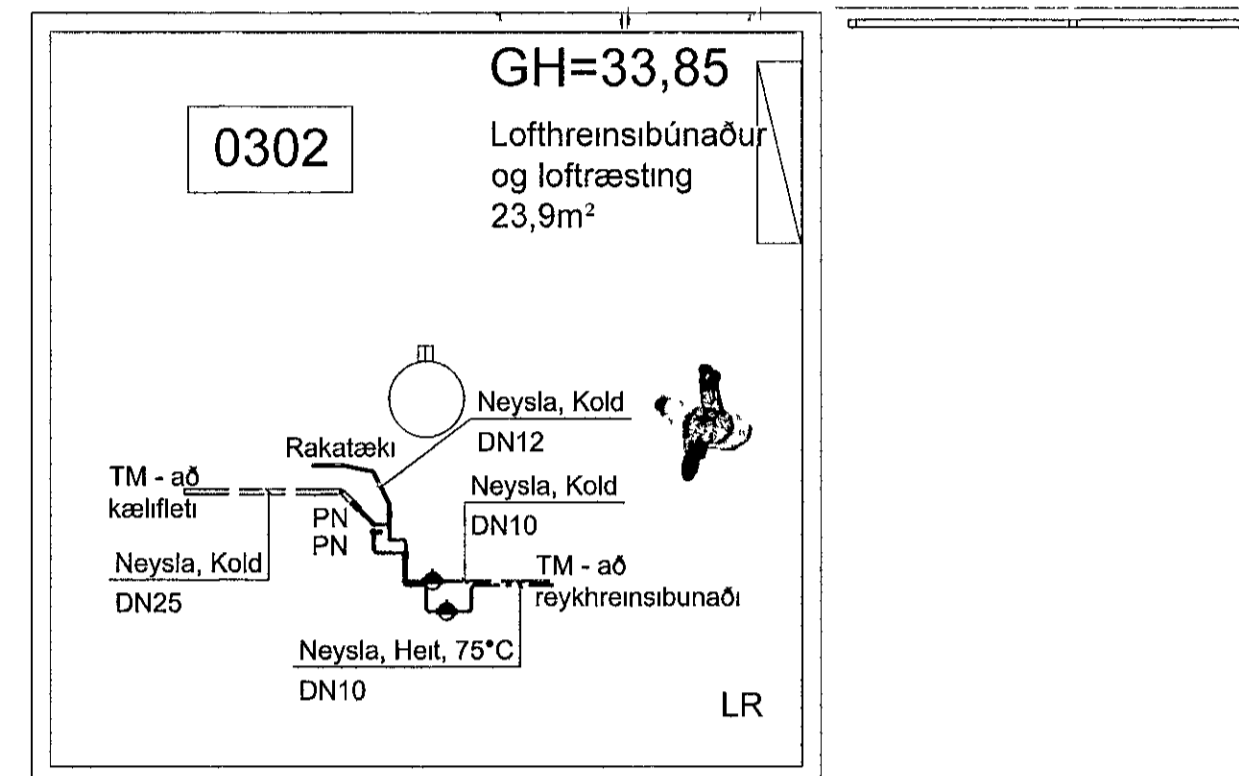 GH=33,85
0302
Lofthreinsibúnaður
og loftræsting
23,9m²
Neysla, Kold
DN12
Rakatæki
TM - að
kælifleti
Neysla, Kold
DN10
PN
PN
Neysla, Kold
DN25
TM - að
reykhreinsibunaði
Neysla, Heit, 75°C
DN10
LR